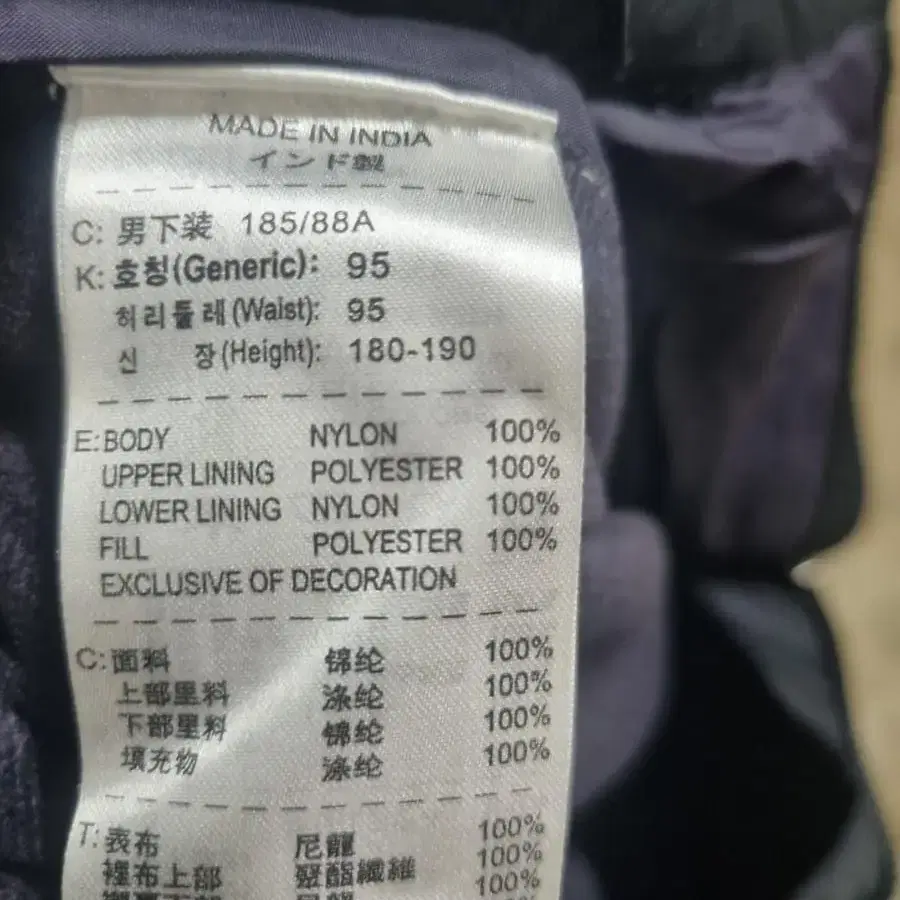 MADE IN INDIA
インド製
C: 男下装 185/88A
K: 호칭(Generic): 95
허리둘레(Waist): 95
신 장(Height): 180-190
E: BODY NYLON 100%
UPPER LINING POLYESTER 100%
LOWER LINING NYLON 100%
FILL POLYESTER 100%
EXCLUSIVE OF DECORATION
C: 面料 锦纶 100%
上部里料 涤纶 100%
下部里料 锦纶 100%
填充物 涤纶 100%
T: 表布 尼龍 100%
裡布上部 聚酯纖維 100%
100%